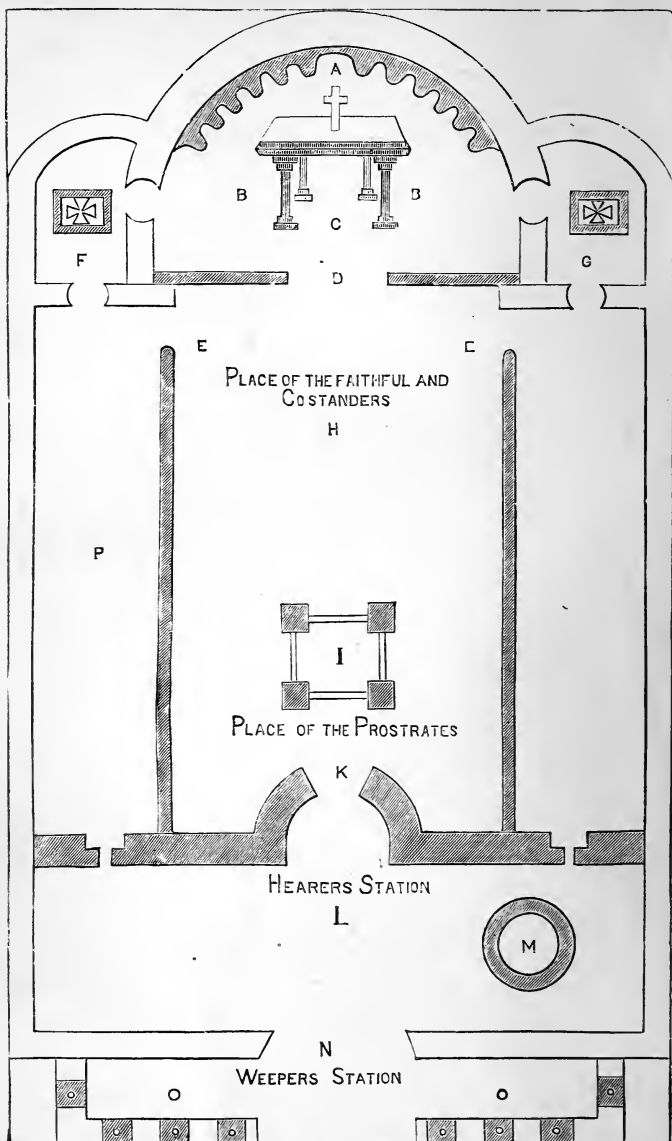 A
B B
C
F G
D
E E
PLACE OF THE FAITHFUL AND
COSTANDERS
H
P
I
PLACE OF THE PROSTRATES
K
HEARERS STATION
L
M
N
WEEPERS STATION
O O